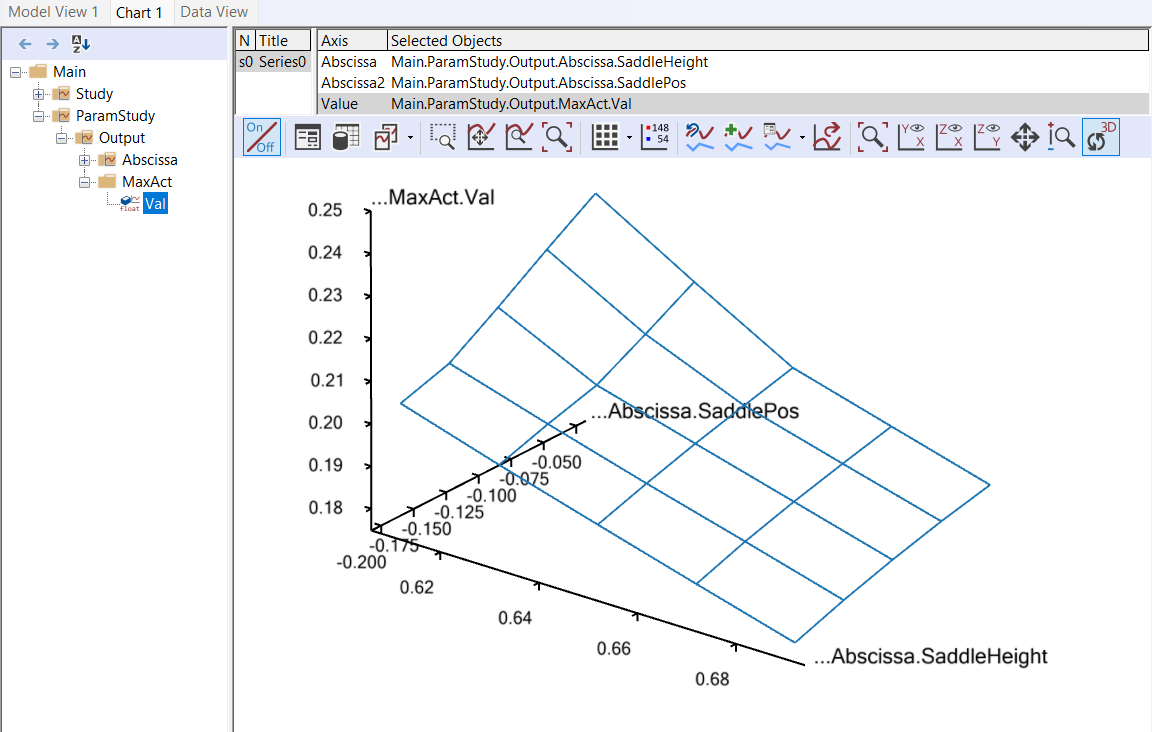 Model View 1 Chart 1 Data View
A Z
Main
Study
ParamStudy
Output
Abscissa
MaxAct
float Val
N Title
s0 Series0
Axis Selected Objects
Abscissa Main.ParamStudy.Output.Abscissa.SaddleHeight
Abscissa2 Main.ParamStudy.Output.Abscissa.SaddlePos
Value Main.ParamStudy.Output.MaxAct.Val
On Off 148 54 Y X Z X Z Y 3D
...MaxAct.Val
0.25
0.24
0.23
0.22
0.21
0.20
0.19
0.18
...Abscissa.SaddlePos
-0.050
-0.075
-0.100
-0.125
-0.150
-0.175
-0.200
0.62
0.64
0.66
0.68
...Abscissa.SaddleHeight